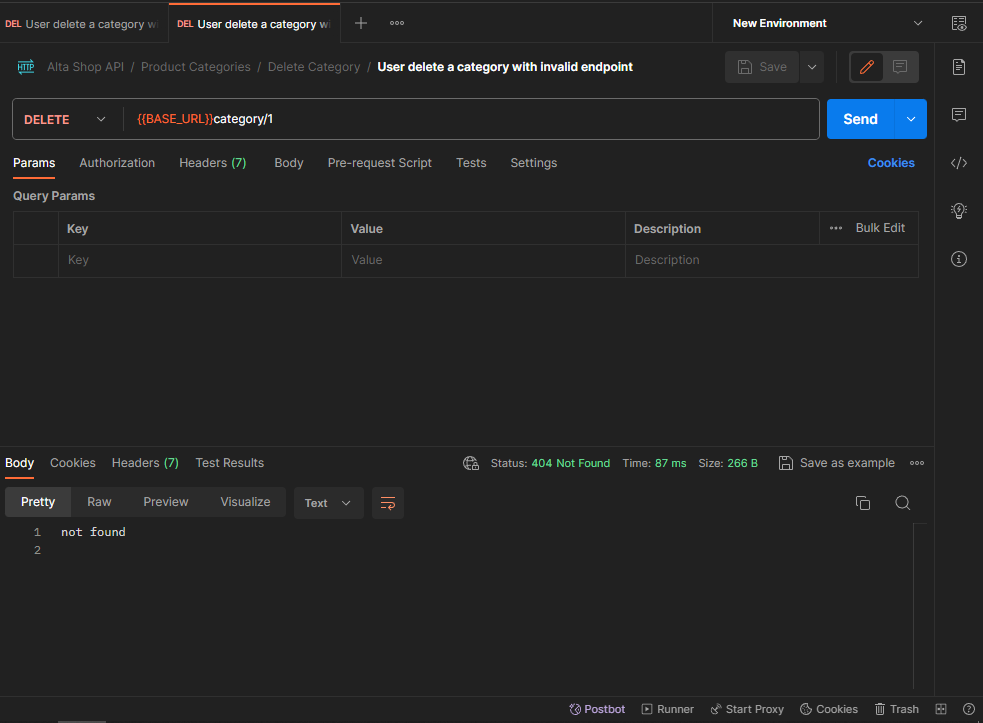 DEL User delete a category wi
DEL User delete a category wi
New Environment
HTTP Alta Shop API / Product Categories / Delete Category / User delete a category with invalid endpoint
Save
DELETE {{BASE_URL}}category/1
Send
Params Authorization Headers (7) Body Pre-request Script Tests Settings Cookies
Query Params
Key Value Description Bulk Edit
Key Value Description
Body Cookies Headers (7) Test Results Status: 404 Not Found Time: 87 ms Size: 266 B Save as example
Pretty Raw Preview Visualize Text
1 not found
2
Postbot Runner Start Proxy Cookies Trash